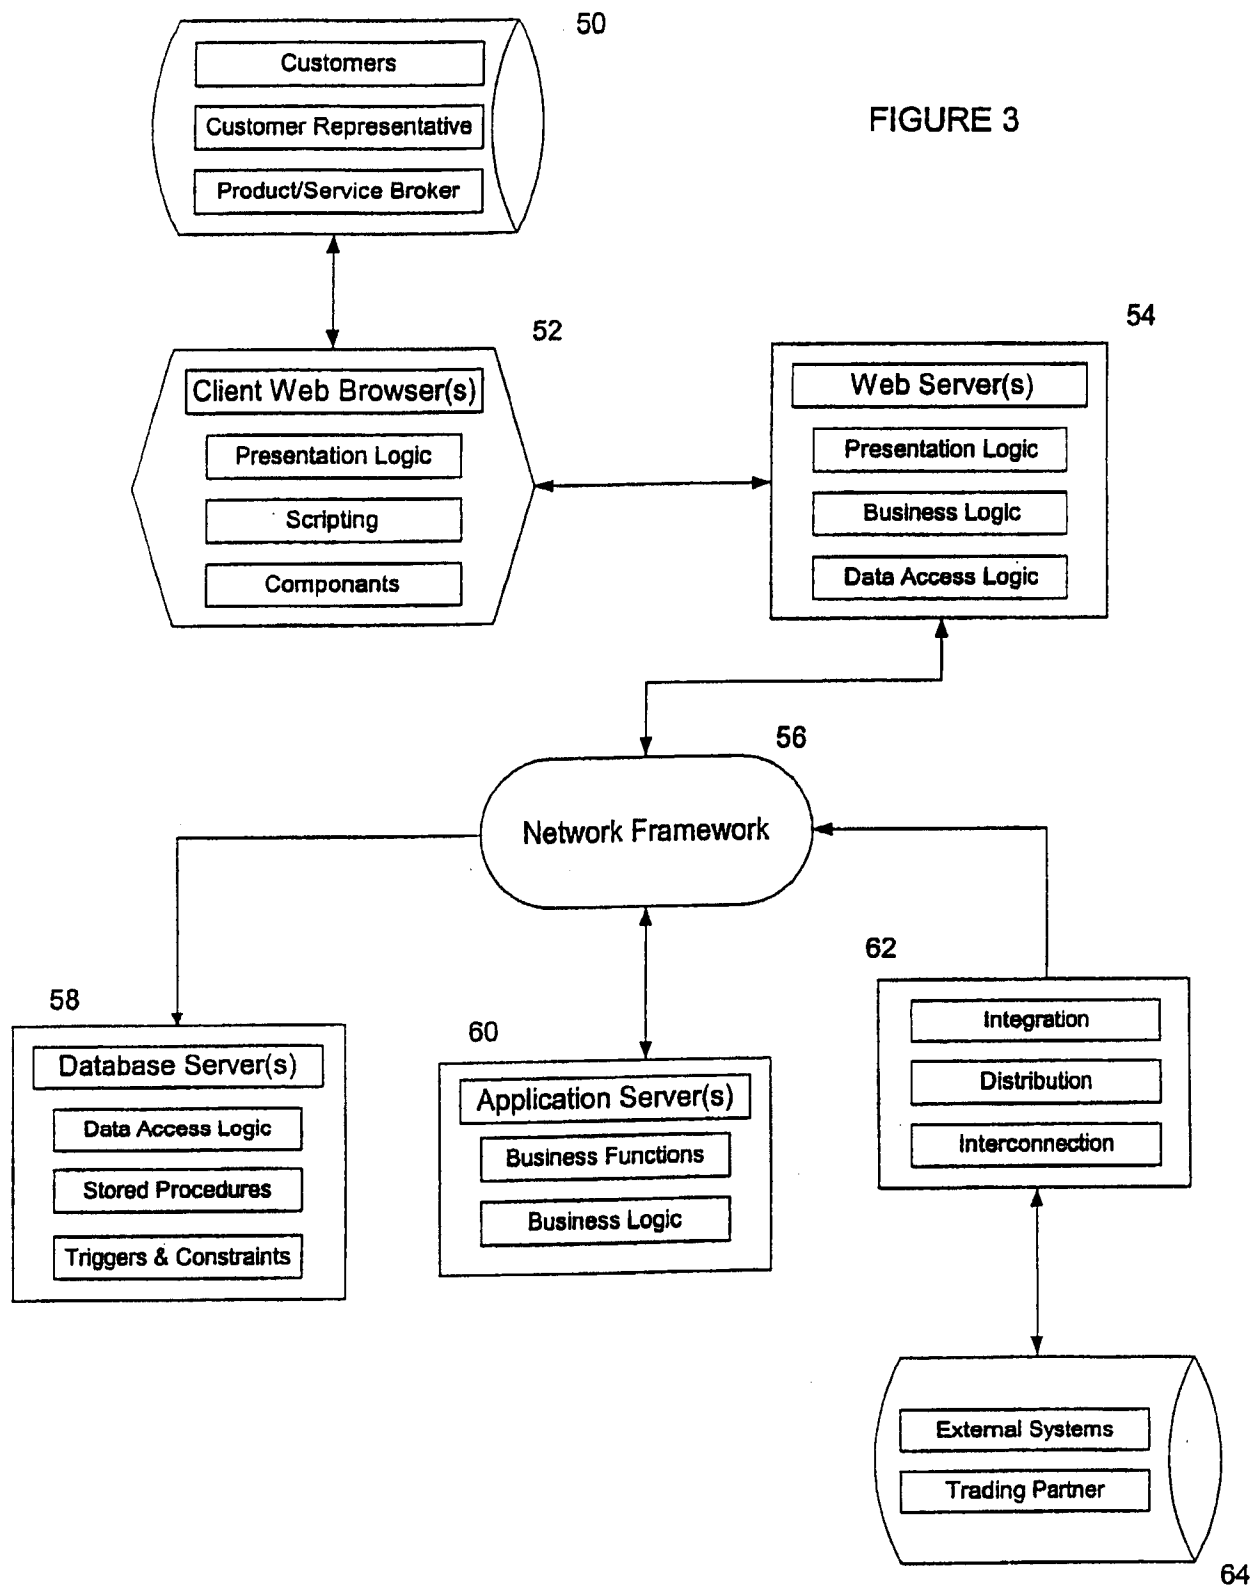 50
Customers
Customer Representative
Product/Service Broker
FIGURE 3
52
Client Web Browser(s)
Presentation Logic
Scripting
Componants
54
Web Server(s)
Presentation Logic
Business Logic
Data Access Logic
56
Network Framework
58
Database Server(s)
Data Access Logic
Stored Procedures
Triggers & Constraints
60
Application Server(s)
Business Functions
Business Logic
62
Integration
Distribution
Interconnection
External Systems
Trading Partner
64